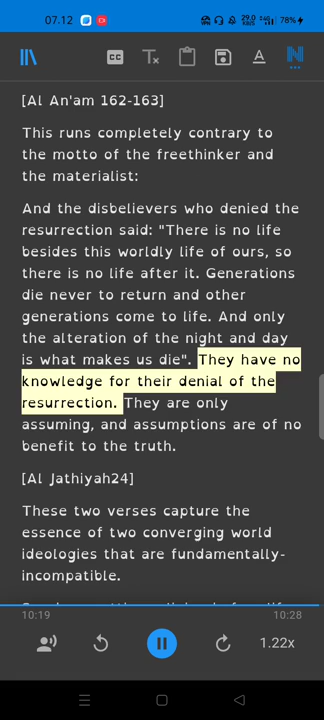 07.12
29.0 KB/S
78%
CC
[Al An'am 162-163]
This runs completely contrary to
the motto of the freethinker and
the materialist:
And the disbelievers who denied the
resurrection said: "There is no life
besides this worldly life of ours, so
there is no life after it. Generations
die never to return and other
generations come to life. And only
the alteration of the night and day
is what makes us die". They have no
knowledge for their denial of the
resurrection. They are only
assuming, and assumptions are of no
benefit to the truth.
[Al Jathiyah24]
These two verses capture the
essence of two converging world
ideologies that are fundamentally-
incompatible.
10:19
10:28
1.22x